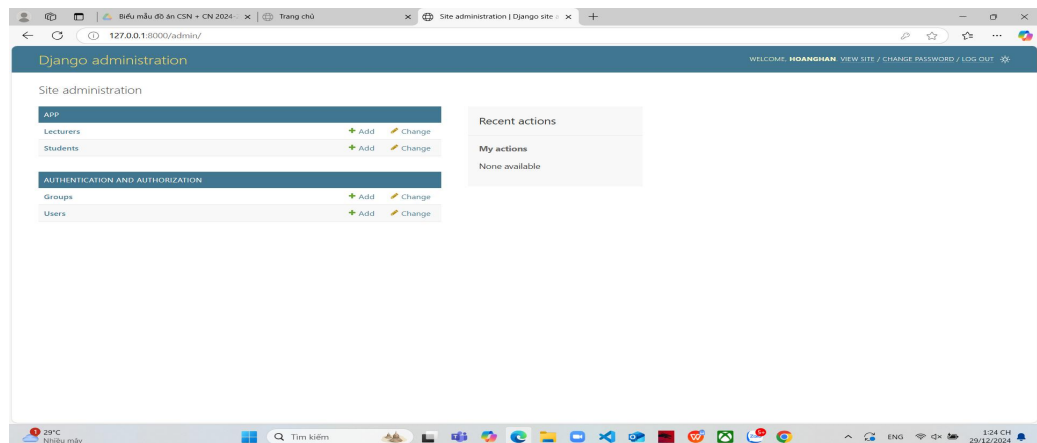 Biểu mẫu đồ án CSN + CN 2024-
Trang chủ
Site administration | Django site a
127.0.0.1:8000/admin/
Django administration
WELCOME, HOANGHAN. VIEW SITE / CHANGE PASSWORD / LOG OUT
Site administration
APP
Lecturers + Add Change
Students + Add Change
AUTHENTICATION AND AUTHORIZATION
Groups + Add Change
Users + Add Change
Recent actions
My actions
None available
1
29°C
Nhiều mây
Tìm kiếm
5+
ENG
1:24 CH
29/12/2024